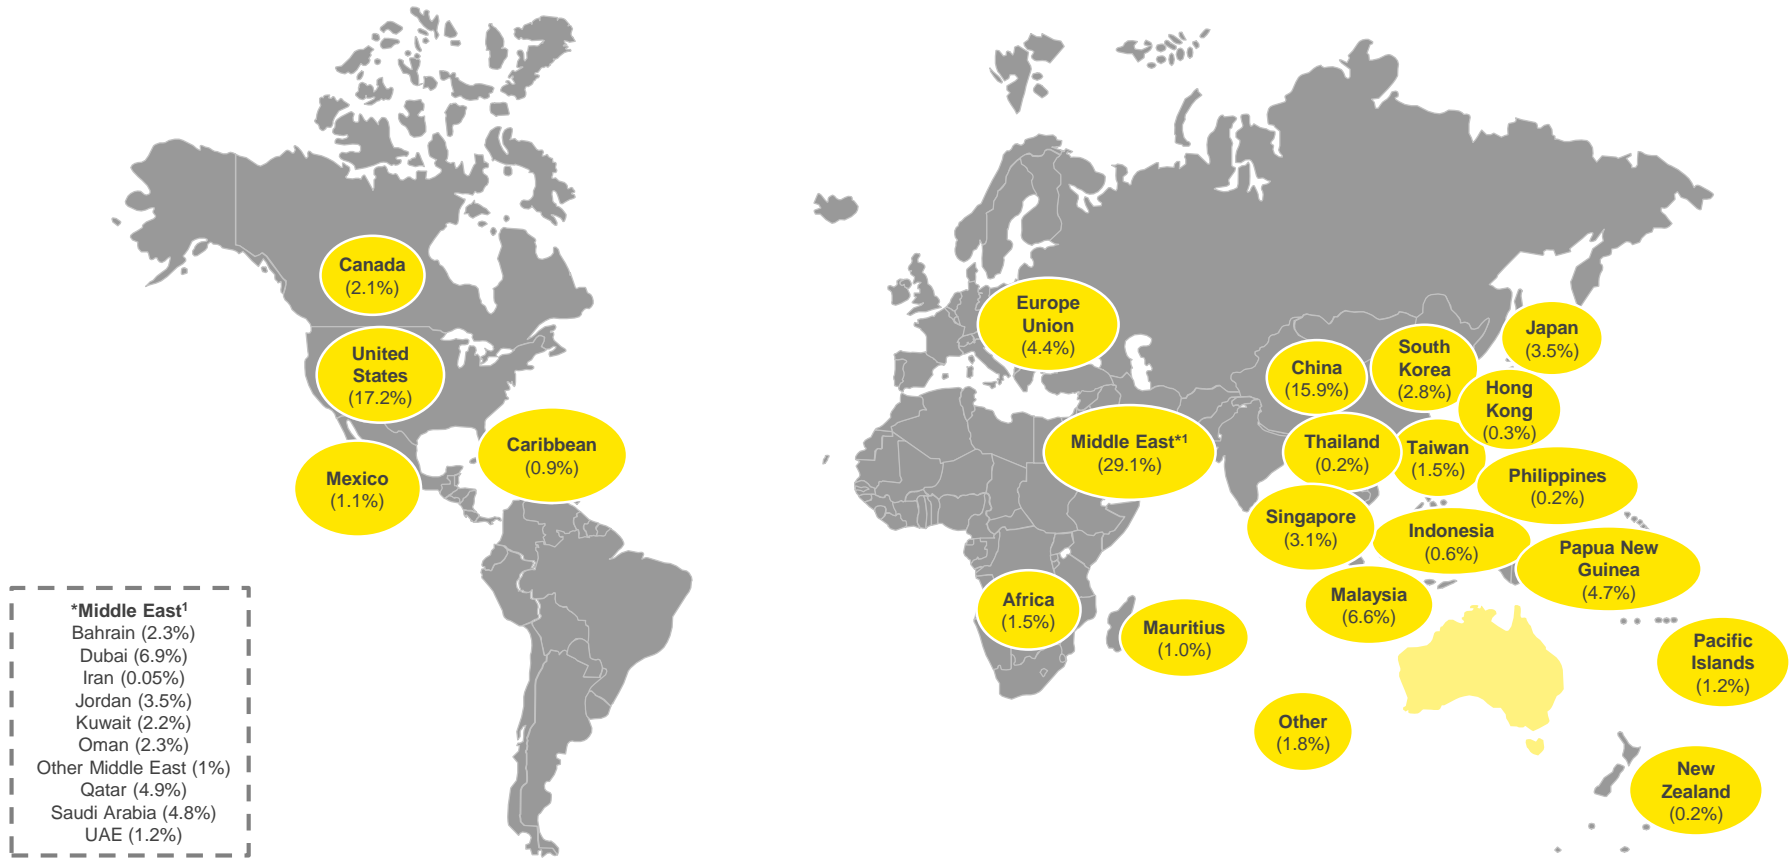 Canada
(2.1%)
United
States
(17.2%)
Mexico
(1.1%)
Caribbean
(0.9%)
Europe
Union
(4.4%)
Middle East*1
(29.1%)
Africa
(1.5%)
Mauritius
(1.0%)
China
(15.9%)
South
Korea
(2.8%)
Japan
(3.5%)
Hong
Kong
(0.3%)
Thailand
(0.2%)
Taiwan
(1.5%)
Philippines
(0.2%)
Singapore
(3.1%)
Indonesia
(0.6%)
Papua New
Guinea
(4.7%)
Malaysia
(6.6%)
Pacific
Islands
(1.2%)
Other
(1.8%)
New
Zealand
(0.2%)
*Middle East1
Bahrain (2.3%)
Dubai (6.9%)
Iran (0.05%)
Jordan (3.5%)
Kuwait (2.2%)
Oman (2.3%)
Other Middle East (1%)
Qatar (4.9%)
Saudi Arabia (4.8%)
UAE (1.2%)